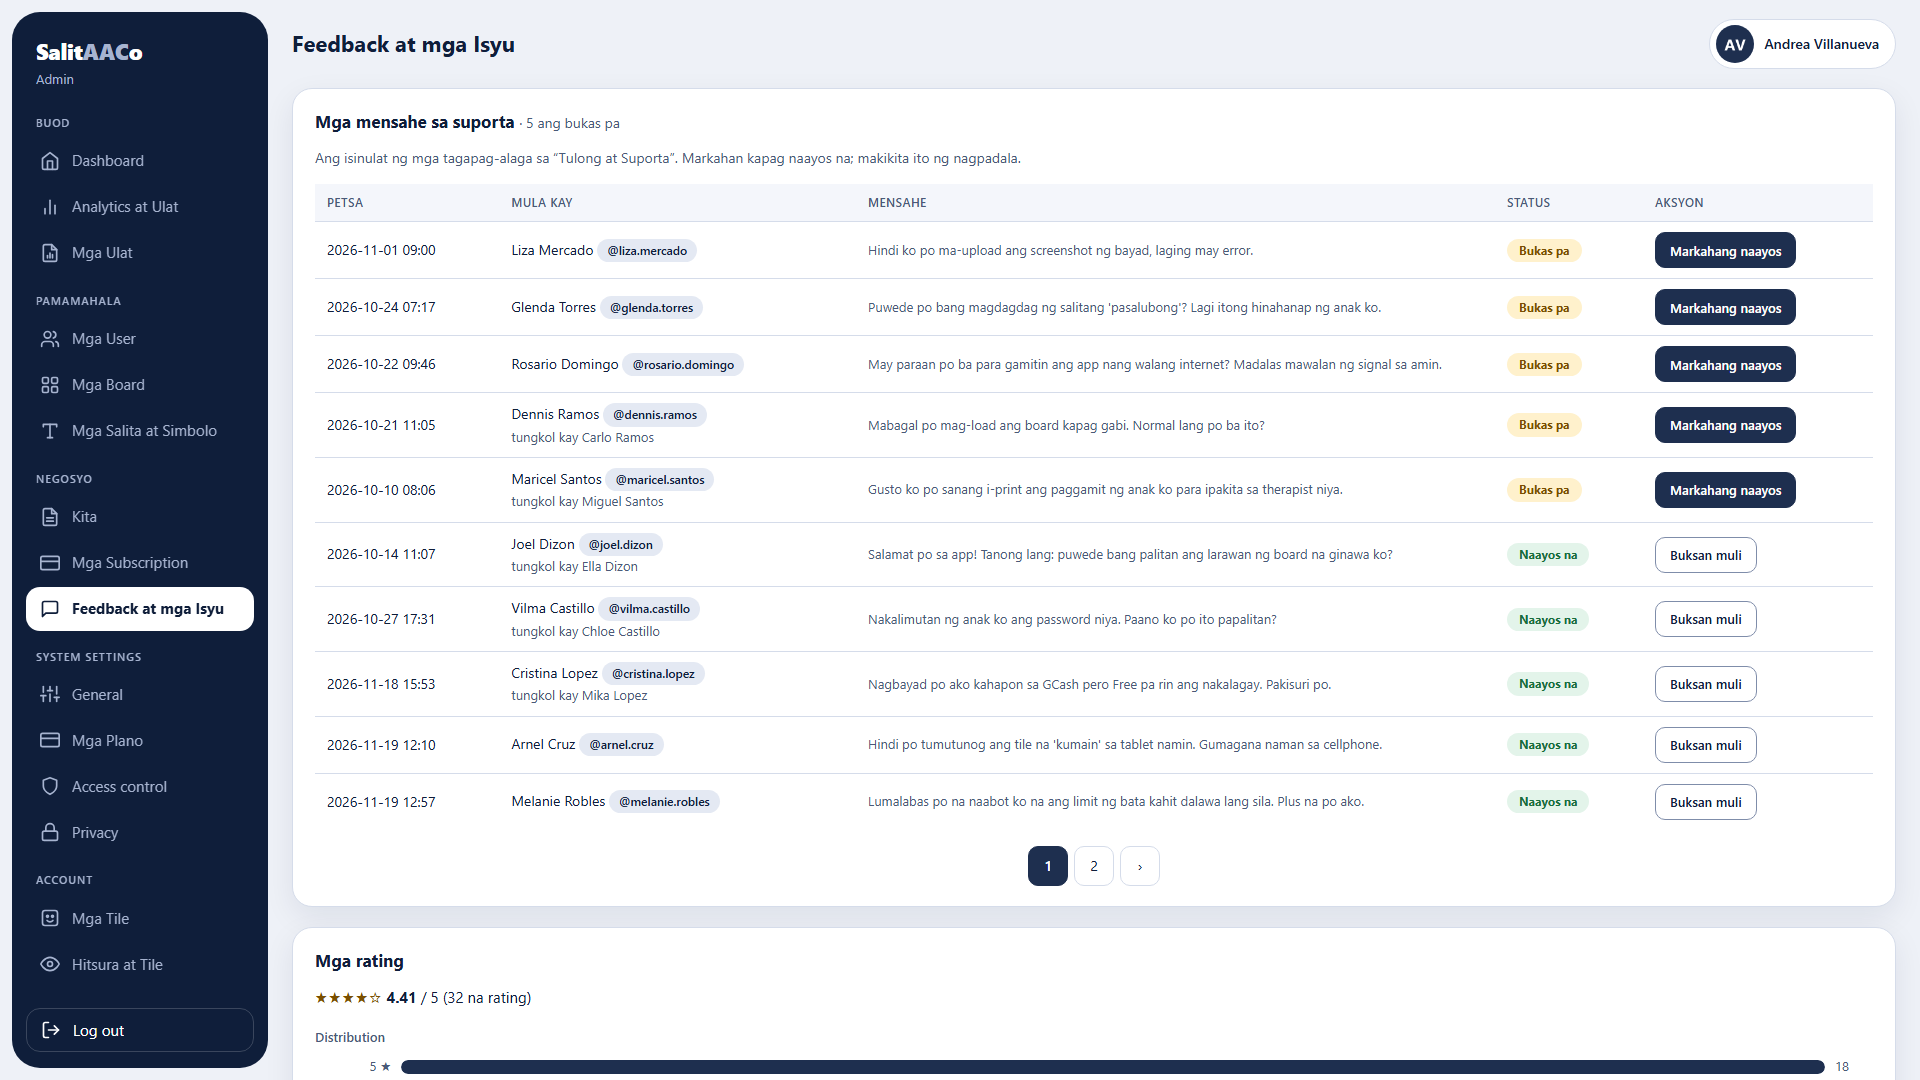 SalitAACo
Admin
BUOD
Dashboard
Analytics at Ulat
Mga Ulat
PAMAMAHALA
Mga User
Mga Board
Mga Salita at Simbolo
NEGOSYO
Kita
Mga Subscription
Feedback at mga Isyu
SYSTEM SETTINGS
General
Mga Plano
Access control
Privacy
ACCOUNT
Mga Tile
Hitsura at Tile
Log out
Feedback at mga Isyu
AV Andrea Villanueva
Mga mensahe sa suporta · 5 ang bukas pa
Ang isinulat ng mga tagapag-alaga sa “Tulong at Suporta”. Markahan kapag naayos na; makikita ito ng nagpadala.
PETSA MULA KAY MENSAHE STATUS AKSYON
2026-11-01 09:00 Liza Mercado @liza.mercado Hindi ko po ma-upload ang screenshot ng bayad, laging may error. Bukas pa Markahang naayos
2026-10-24 07:17 Glenda Torres @glenda.torres Puwede po bang magdagdag ng salitang 'pasalubong'? Lagi itong hinahanap ng anak ko. Bukas pa Markahang naayos
2026-10-22 09:46 Rosario Domingo @rosario.domingo May paraan po ba para gamitin ang app nang walang internet? Madalas mawalan ng signal sa amin. Bukas pa Markahang naayos
2026-10-21 11:05 Dennis Ramos @dennis.ramos Mabagal po mag-load ang board kapag gabi. Normal lang po ba ito? Bukas pa Markahang naayos
tungkol kay Carlo Ramos
2026-10-10 08:06 Maricel Santos @maricel.santos Gusto ko po sanang i-print ang paggamit ng anak ko para ipakita sa therapist niya. Bukas pa Markahang naayos
tungkol kay Miguel Santos
2026-10-14 11:07 Joel Dizon @joel.dizon Salamat po sa app! Tanong lang: puwede bang palitan ang larawan ng board na ginawa ko? Naayos na Buksan muli
tungkol kay Ella Dizon
2026-10-27 17:31 Vilma Castillo @vilma.castillo Nakalimutan ng anak ko ang password niya. Paano ko po ito papalitan? Naayos na Buksan muli
tungkol kay Chloe Castillo
2026-11-18 15:53 Cristina Lopez @cristina.lopez Nagbayad po ako kahapon sa GCash pero Free pa rin ang nakalagay. Pakisuri po. Naayos na Buksan muli
tungkol kay Mika Lopez
2026-11-19 12:10 Arnel Cruz @arnel.cruz Hindi po tumutunog ang tile na 'kumain' sa tablet namin. Gumagana naman sa cellphone. Naayos na Buksan muli
2026-11-19 12:57 Melanie Robles @melanie.robles Lumalabas po na naabot ko na ang limit ng bata kahit dalawa lang sila. Plus na po ako. Naayos na Buksan muli
1 2 ›
Mga rating
★★★★☆ 4.41 / 5 (32 na rating)
Distribution
5 ★ 18